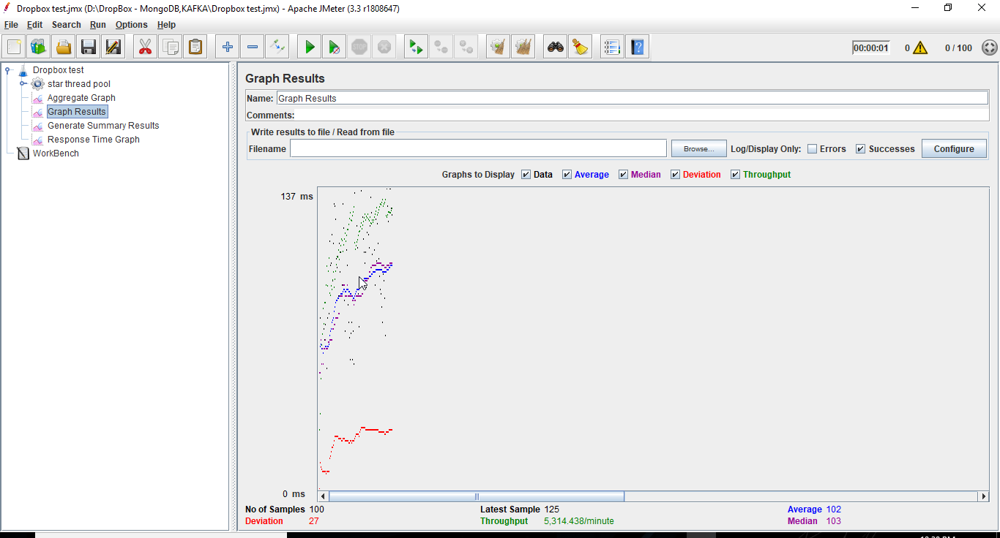 Dropbox test.jmx (D:\DropBox - MongoDB,KAFKA\Dropbox test.jmx) - Apache JMeter (3.3 r1808647)
File Edit Search Run Options Help
00:00:01 0 0 / 100
Dropbox test
star thread pool
Aggregate Graph
Graph Results
Generate Summary Results
Response Time Graph
WorkBench
Graph Results
Name: Graph Results
Comments:
Write results to file / Read from file
Filename Browse... Log/Display Only: Errors Successes Configure
Graphs to Display Data Average Median Deviation Throughput
137 ms
0 ms
No of Samples 100 Latest Sample 125 Average 102
Deviation 27 Throughput 5,314.438/minute Median 103